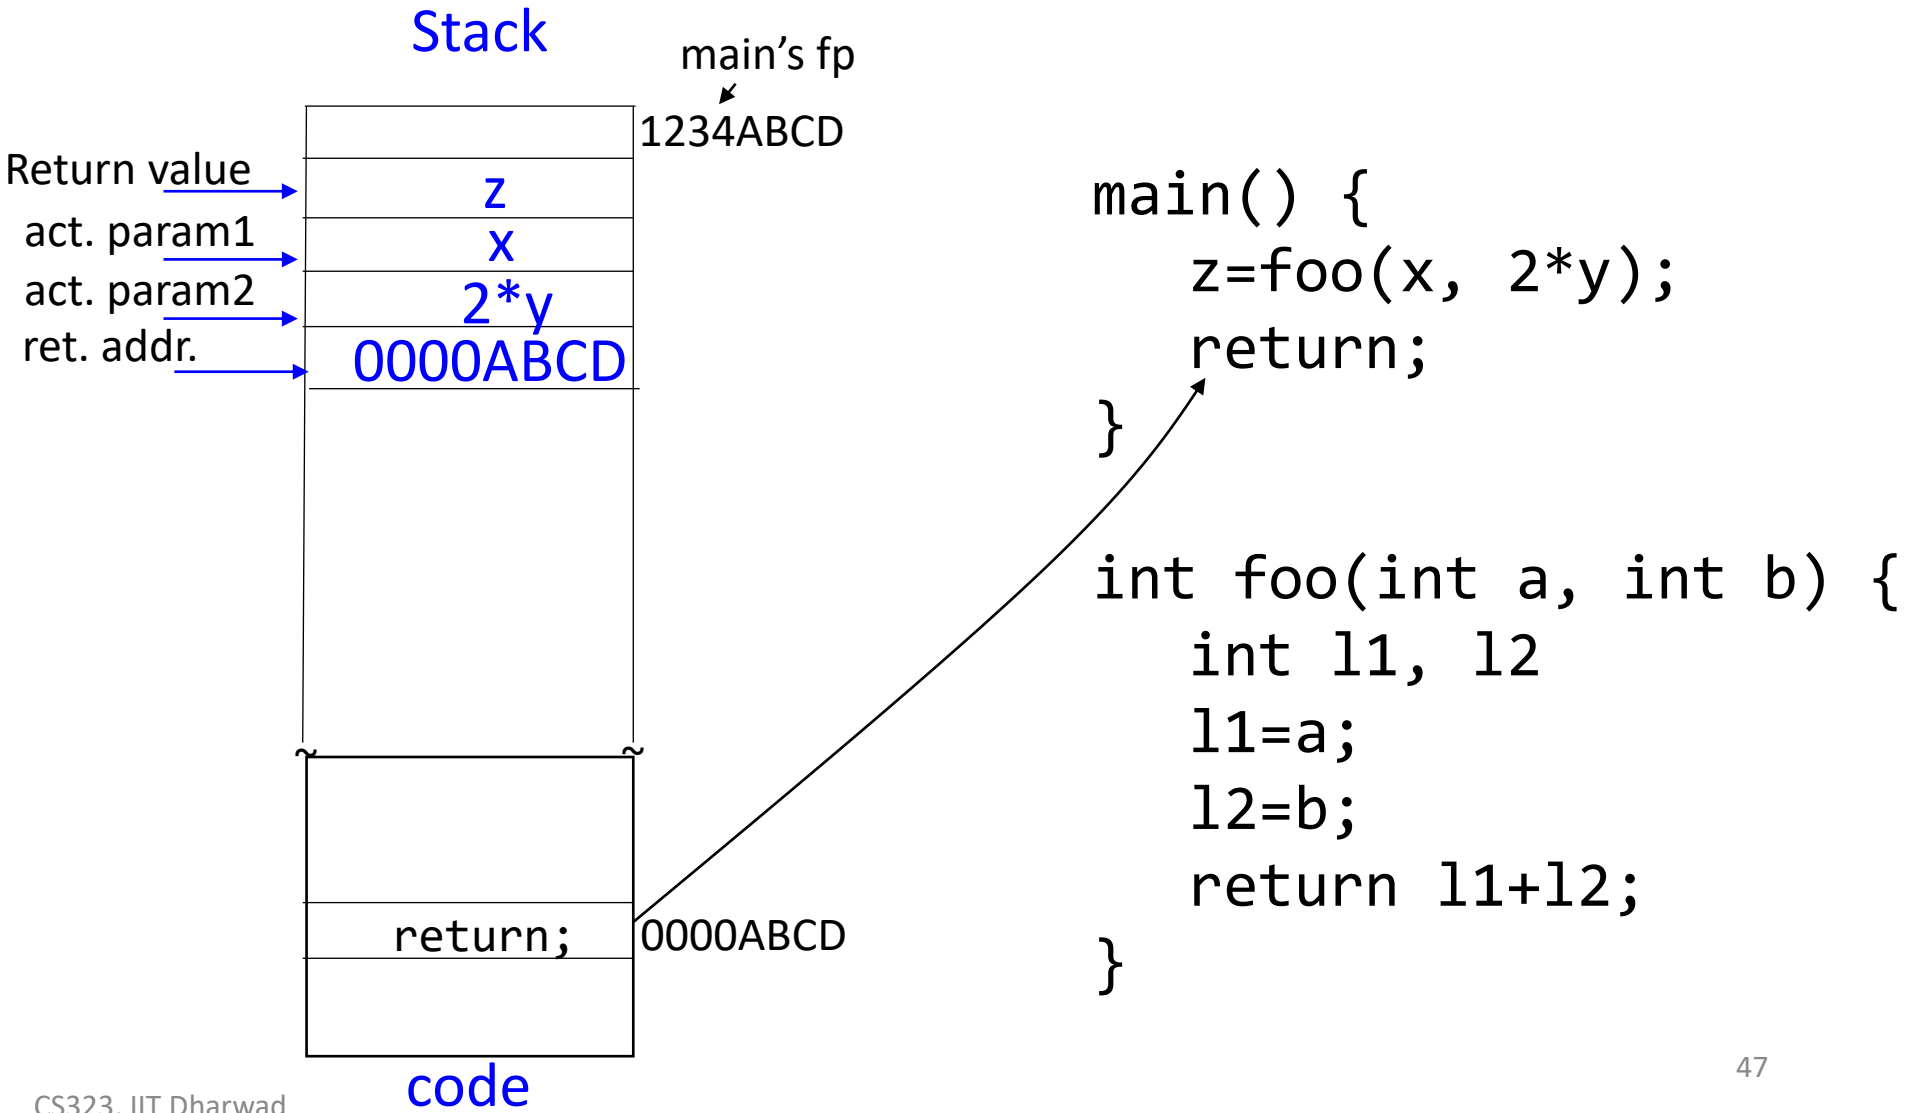 Stack
main's fp
1234ABCD
Return value
z
act. param1
x
act. param2
2*y
ret. addr.
0000ABCD
~ ~
return;
0000ABCD
code
main() {
z=foo(x, 2*y);
return;
}
int foo(int a, int b) {
int l1, l2
l1=a;
l2=b;
return l1+l2;
}
CS323, IIT Dharwad
47